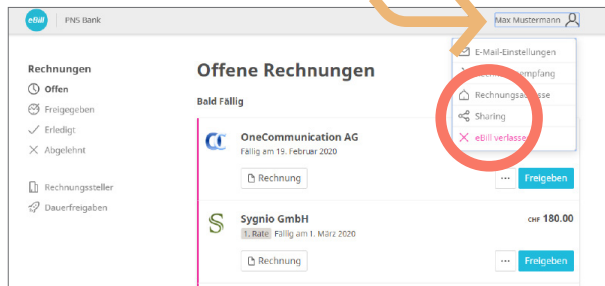 eBill PNS Bank Max Mustermann
E-Mail-Einstellungen
empfang
Rechnungsadresse
Sharing
eBill verlassen
Rechnungen
Offen
Freigegeben
Erledigt
Abgelehnt
Rechnungssteller
Dauerfreigaben
Offene Rechnungen
Bald Fällig
OneCommunication AG
Fällig am 19. Februar 2020
Rechnung ... Freigeben
Sygnio GmbH CHF 180.00
1. Rate Fällig am 1. März 2020
Rechnung ... Freigeben